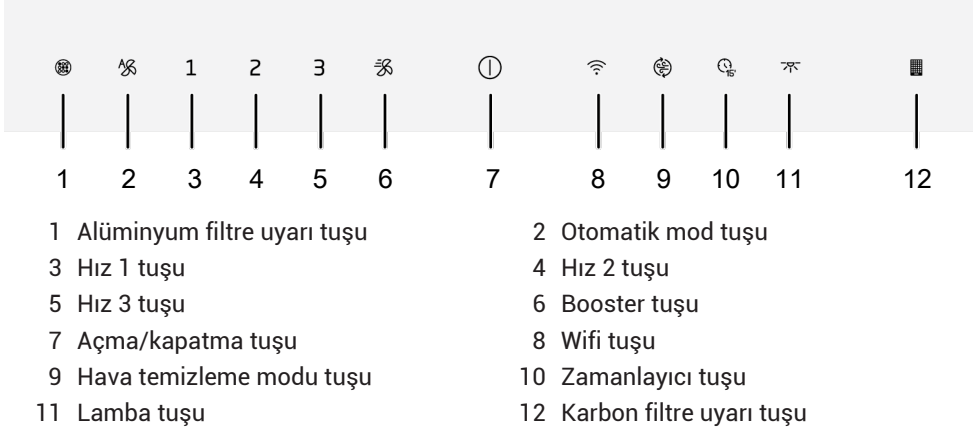 A 1 2 3 15'
1 2 3 4 5 6 7 8 9 10 11 12
1 Alüminyum filtre uyarı tuşu 2 Otomatik mod tuşu
3 Hız 1 tuşu 4 Hız 2 tuşu
5 Hız 3 tuşu 6 Booster tuşu
7 Açma/kapatma tuşu 8 Wifi tuşu
9 Hava temizleme modu tuşu 10 Zamanlayıcı tuşu
11 Lamba tuşu 12 Karbon filtre uyarı tuşu